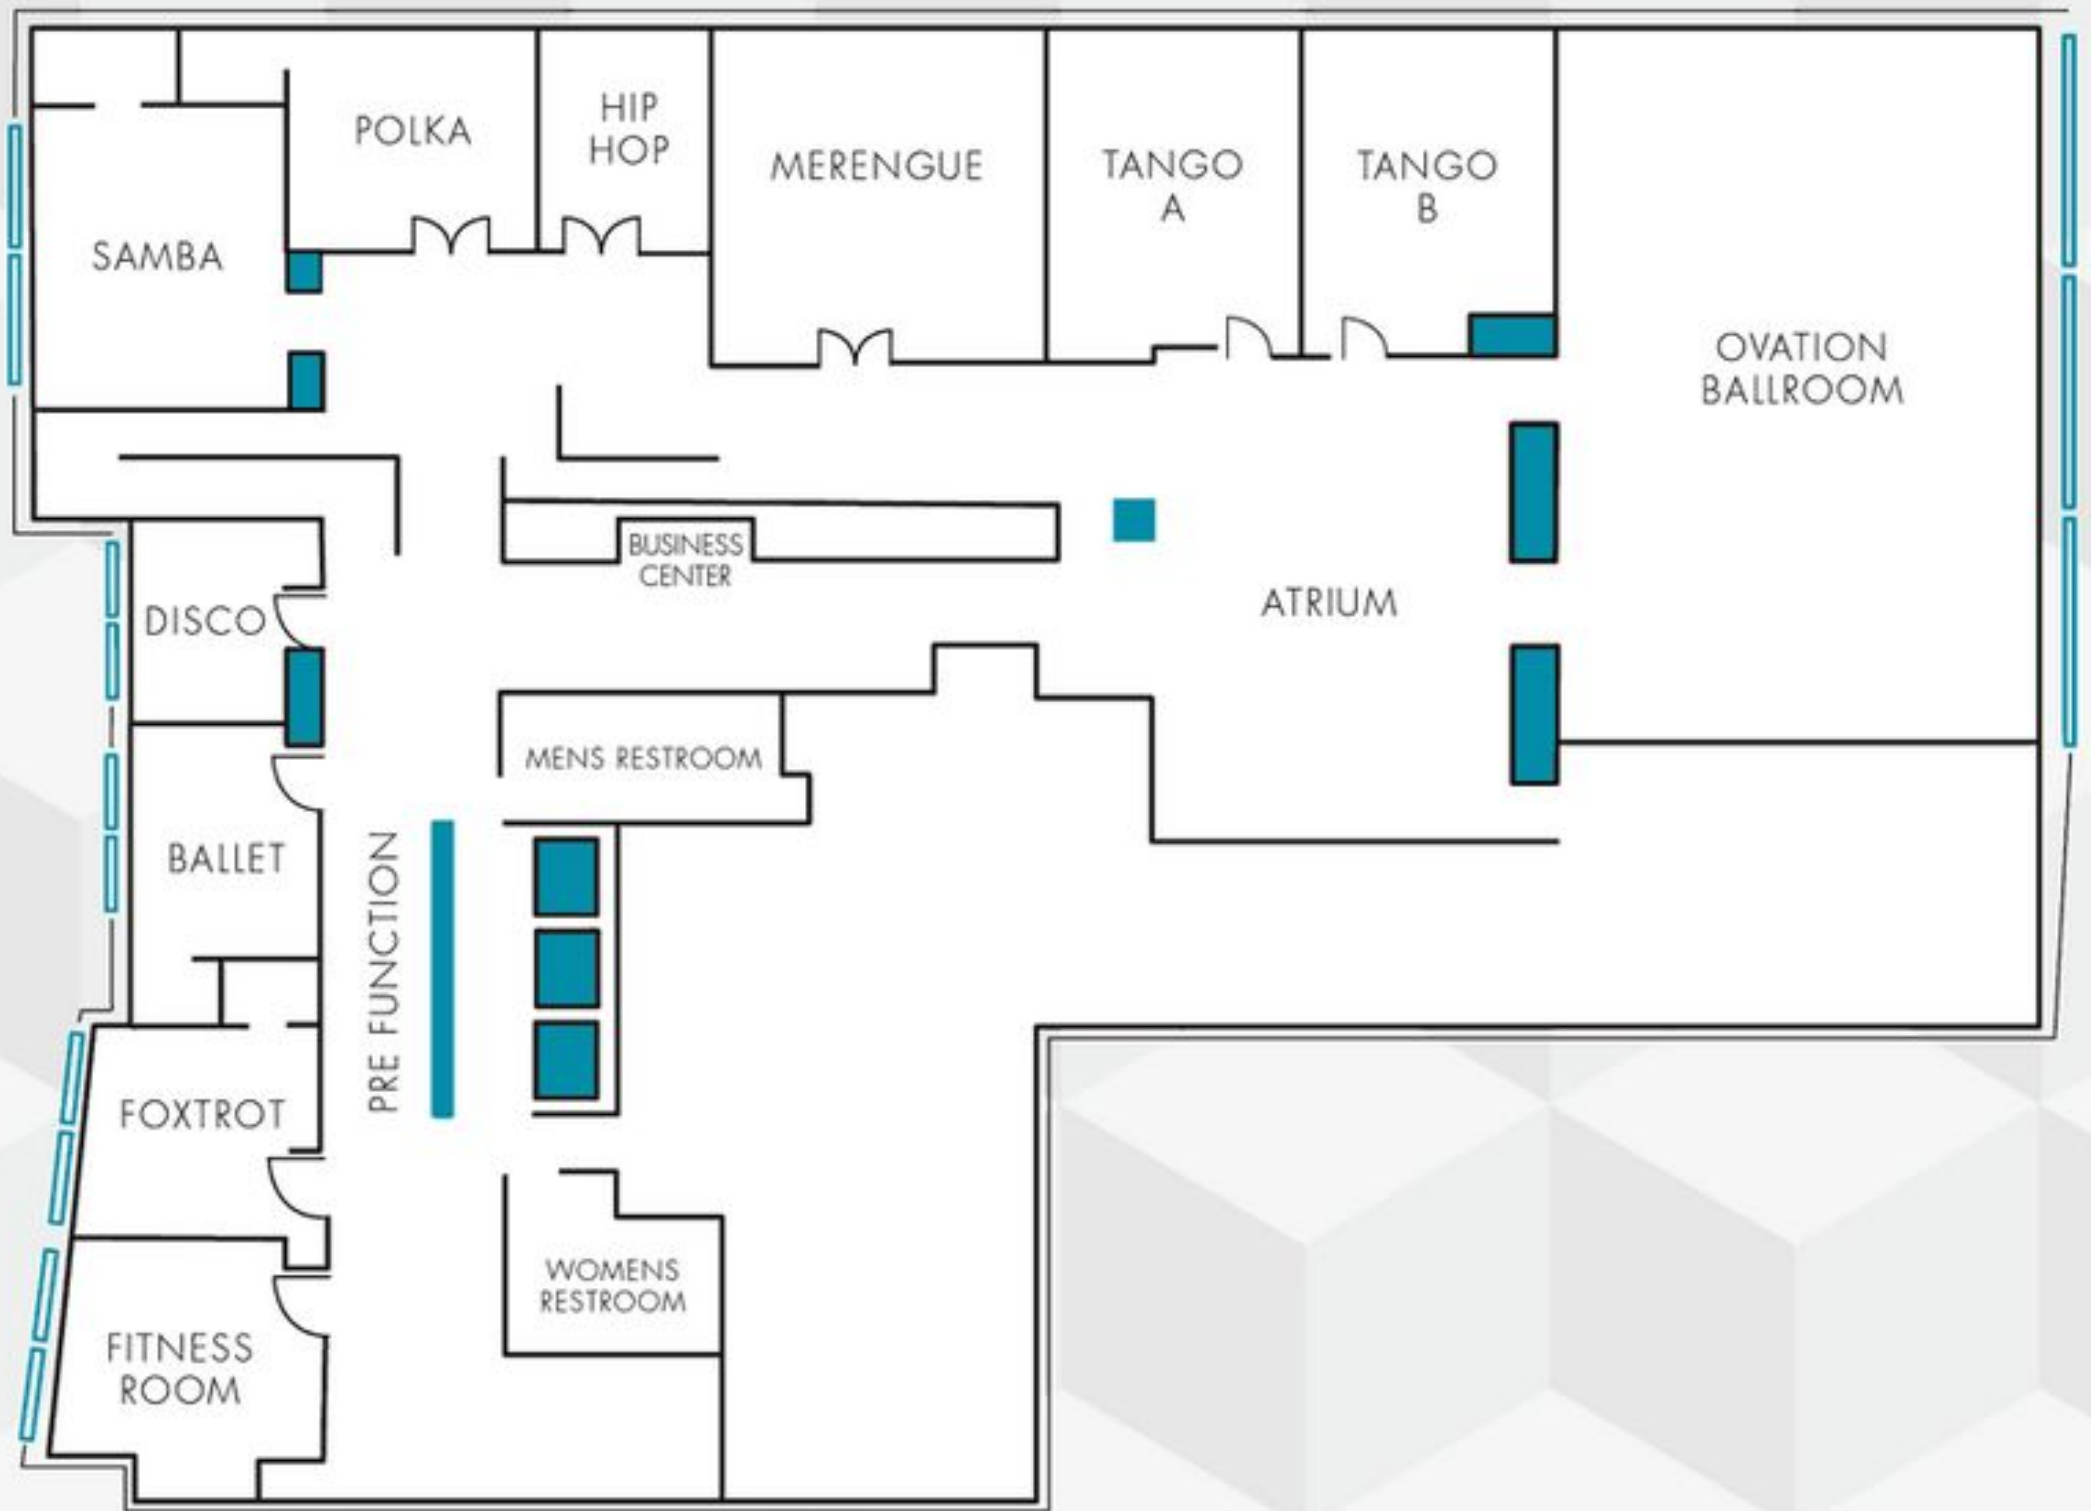 POLKA
HIP
HOP
MERENGUE
TANGO
A
TANGO
B
SAMBA
OVATION
BALLROOM
BUSINESS
CENTER
ATRIUM
DISCO
MENS RESTROOM
BALLET
PRE FUNCTION
FOXTROT
WOMENS
RESTROOM
FITNESS
ROOM